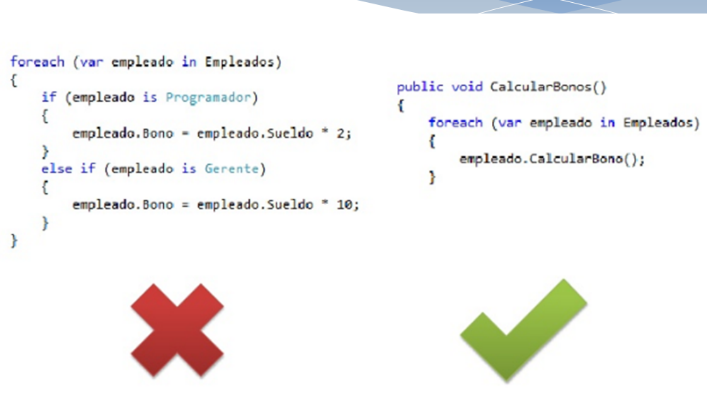 foreach (var empleado in Empleados)
{
    if (empleado is Programador)
    {
        empleado.Bono = empleado.Sueldo * 2;
    }
    else if (empleado is Gerente)
    {
        empleado.Bono = empleado.Sueldo * 10;
    }
}
public void CalcularBonos()
{
    foreach (var empleado in Empleados)
    {
        empleado.CalcularBono();
    }